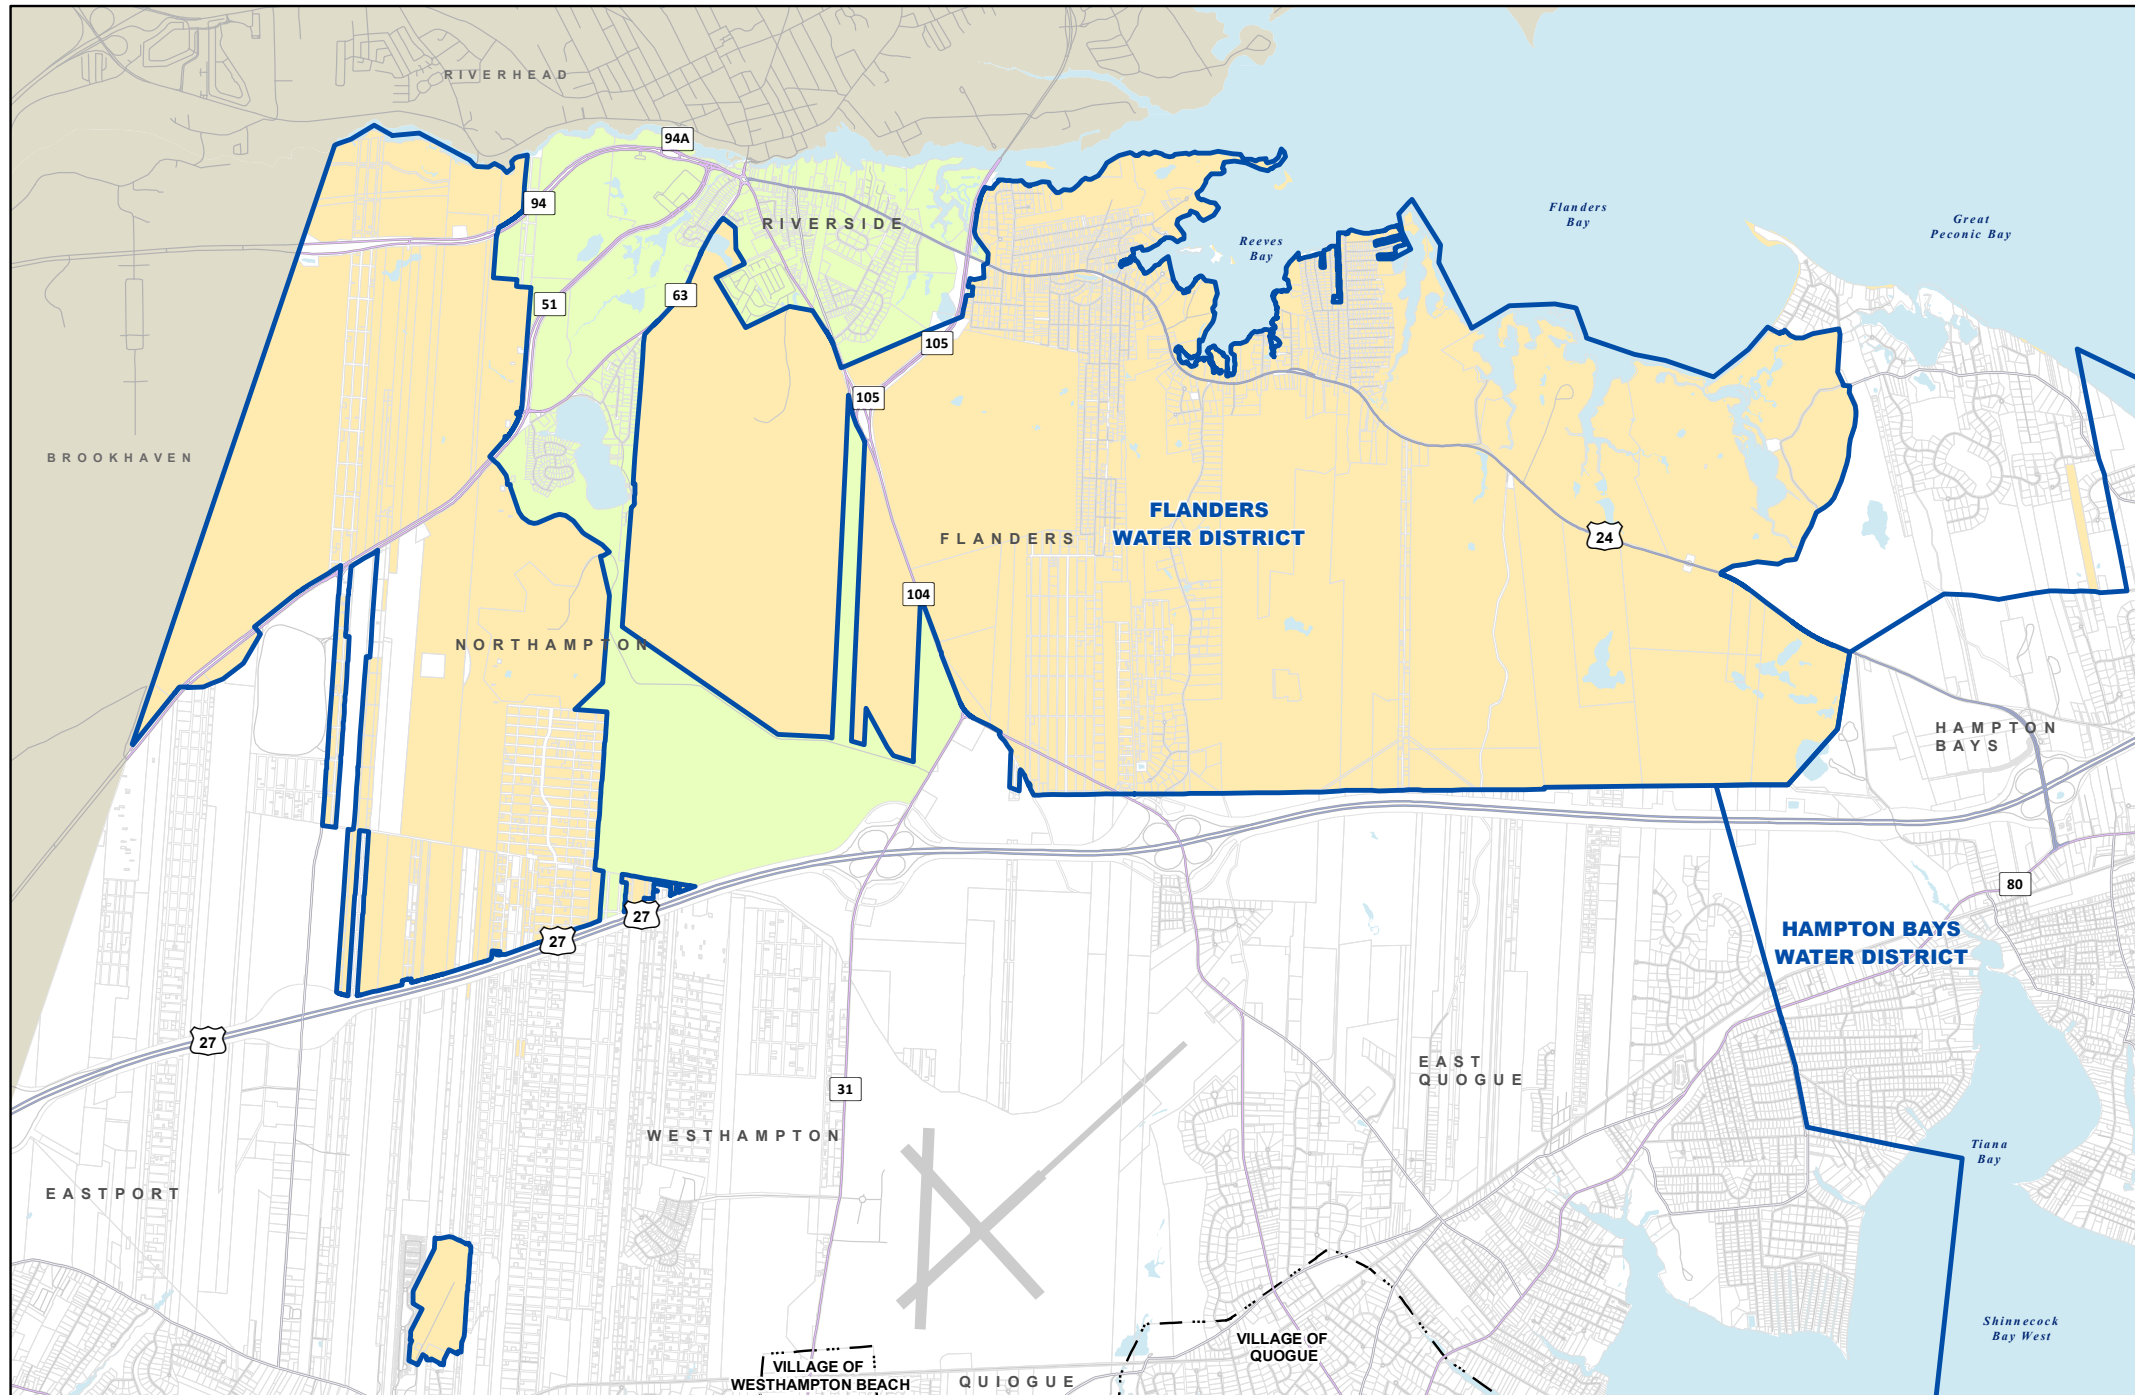 RIVERHEAD
94A
94
RIVERSIDE
Flanders
Bay
Great
Peconic Bay
Reeves
Bay
51
63
105
105
BROOKHAVEN
FLANDERS
WATER DISTRICT
FLANDERS
24
104
NORTHAMPTON
HAMPTON
BAYS
80
27
27
HAMPTON BAYS
WATER DISTRICT
27
EAST
QUOGUE
31
WESTHAMPTON
Tiana
Bay
EASTPORT
Shinnecock
Bay West
VILLAGE OF
QUOGUE
VILLAGE OF
WESTHAMPTON BEACH
QUIOGUE